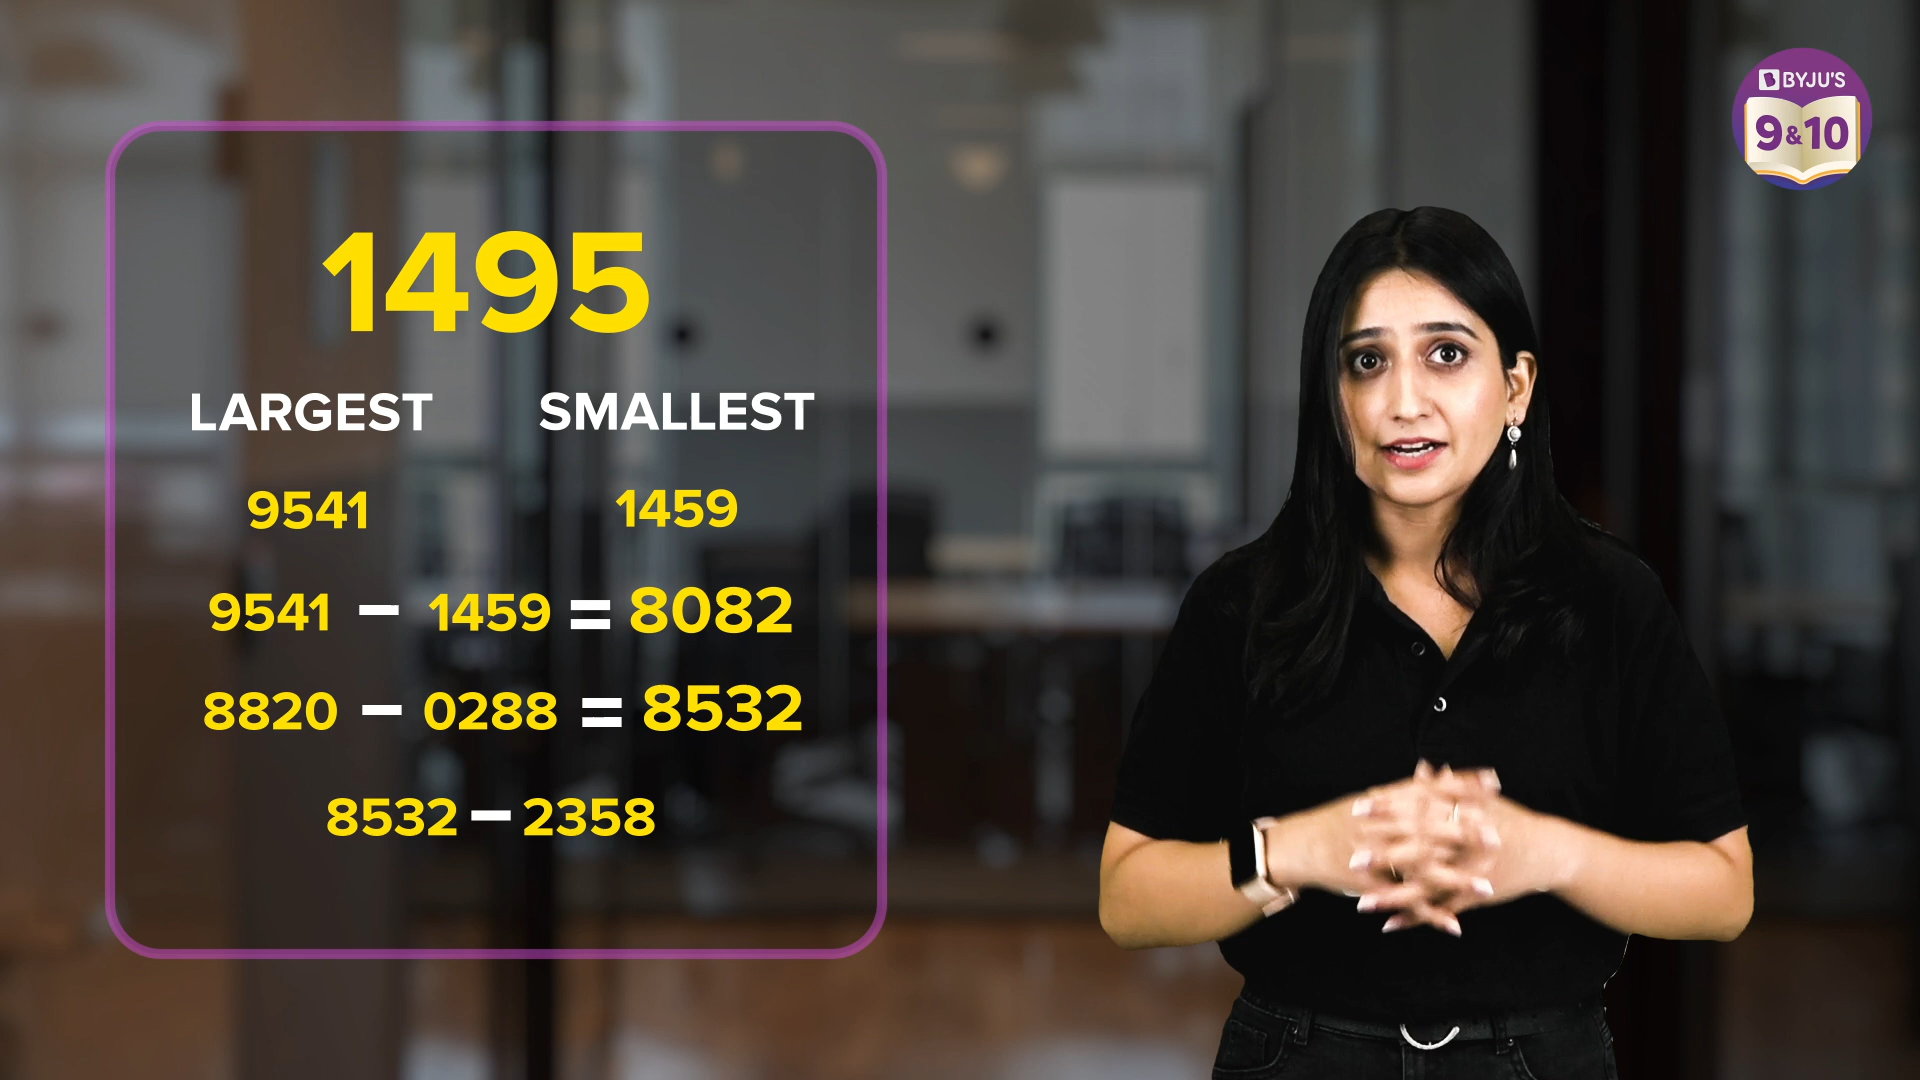 BYJU'S
9&10
1495
LARGEST SMALLEST
9541 1459
9541 – 1459 = 8082
8820 – 0288 = 8532
8532 – 2358